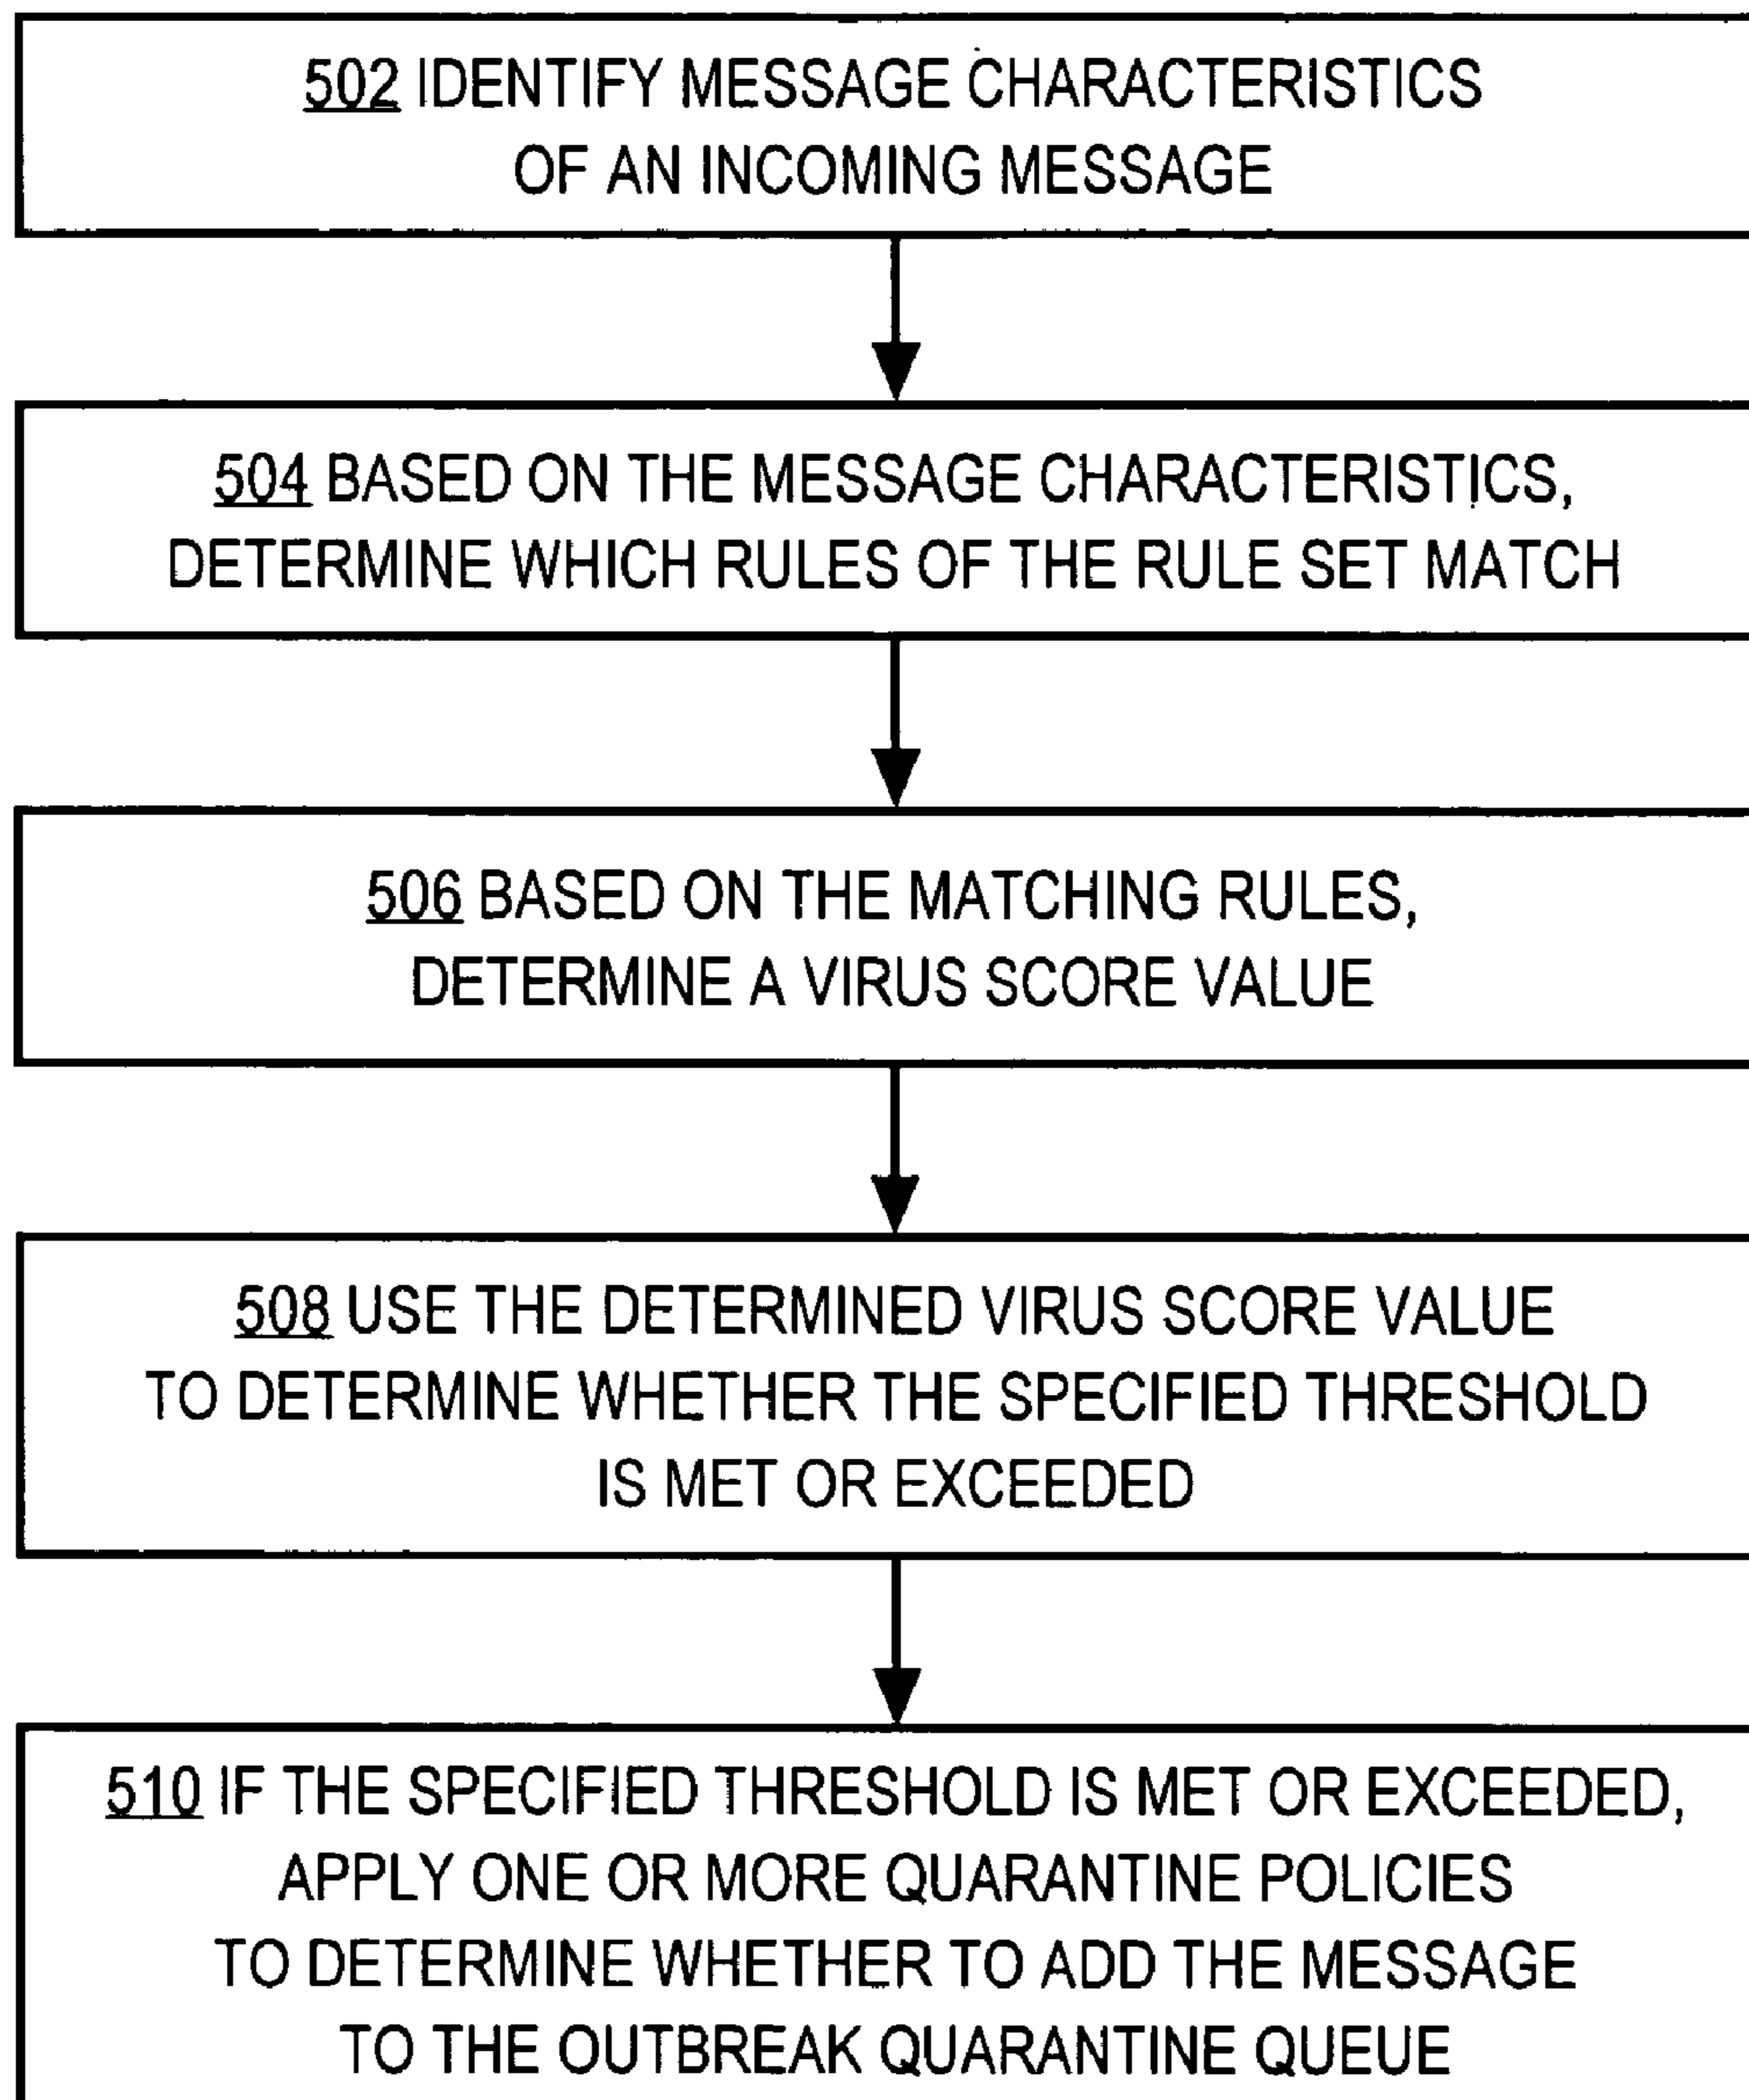 502 IDENTIFY MESSAGE CHARACTERISTICS
OF AN INCOMING MESSAGE
504 BASED ON THE MESSAGE CHARACTERISTICS,
DETERMINE WHICH RULES OF THE RULE SET MATCH
506 BASED ON THE MATCHING RULES,
DETERMINE A VIRUS SCORE VALUE
508 USE THE DETERMINED VIRUS SCORE VALUE
TO DETERMINE WHETHER THE SPECIFIED THRESHOLD
IS MET OR EXCEEDED
510 IF THE SPECIFIED THRESHOLD IS MET OR EXCEEDED,
APPLY ONE OR MORE QUARANTINE POLICIES
TO DETERMINE WHETHER TO ADD THE MESSAGE
TO THE OUTBREAK QUARANTINE QUEUE